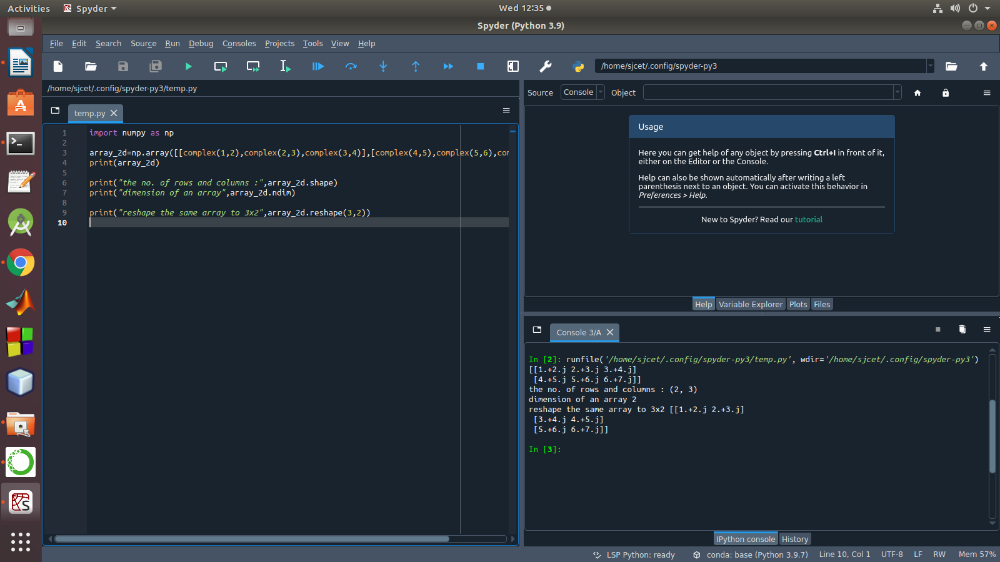 Activities
Spyder
Wed 12:35
Spyder (Python 3.9)
File Edit Search Source Run Debug Consoles Projects Tools View Help
/home/sjcet/.config/spyder-py3
/home/sjcet/.config/spyder-py3/temp.py
temp.py
1 import numpy as np
2
3 array_2d=np.array([[complex(1,2),complex(2,3),complex(3,4)],[complex(4,5),complex(5,6),com
4 print(array_2d)
5
6 print("the no. of rows and columns :",array_2d.shape)
7 print("dimension of an array",array_2d.ndim)
8
9 print("reshape the same array to 3x2",array_2d.reshape(3,2))
10
Source Console Object
Usage
Here you can get help of any object by pressing Ctrl+I in front of it,
either on the Editor or the Console.
Help can also be shown automatically after writing a left
parenthesis next to an object. You can activate this behavior in
Preferences > Help.
New to Spyder? Read our tutorial
Help Variable Explorer Plots Files
Console 3/A
In [2]: runfile('/home/sjcet/.config/spyder-py3/temp.py', wdir='/home/sjcet/.config/spyder-py3')
[[1.+2.j 2.+3.j 3.+4.j]
 [4.+5.j 5.+6.j 6.+7.j]]
the no. of rows and columns : (2, 3)
dimension of an array 2
reshape the same array to 3x2 [[1.+2.j 2.+3.j]
 [3.+4.j 4.+5.j]
 [5.+6.j 6.+7.j]]
In [3]:
IPython console History
LSP Python: ready conda: base (Python 3.9.7) Line 10, Col 1 UTF-8 LF RW Mem 57%